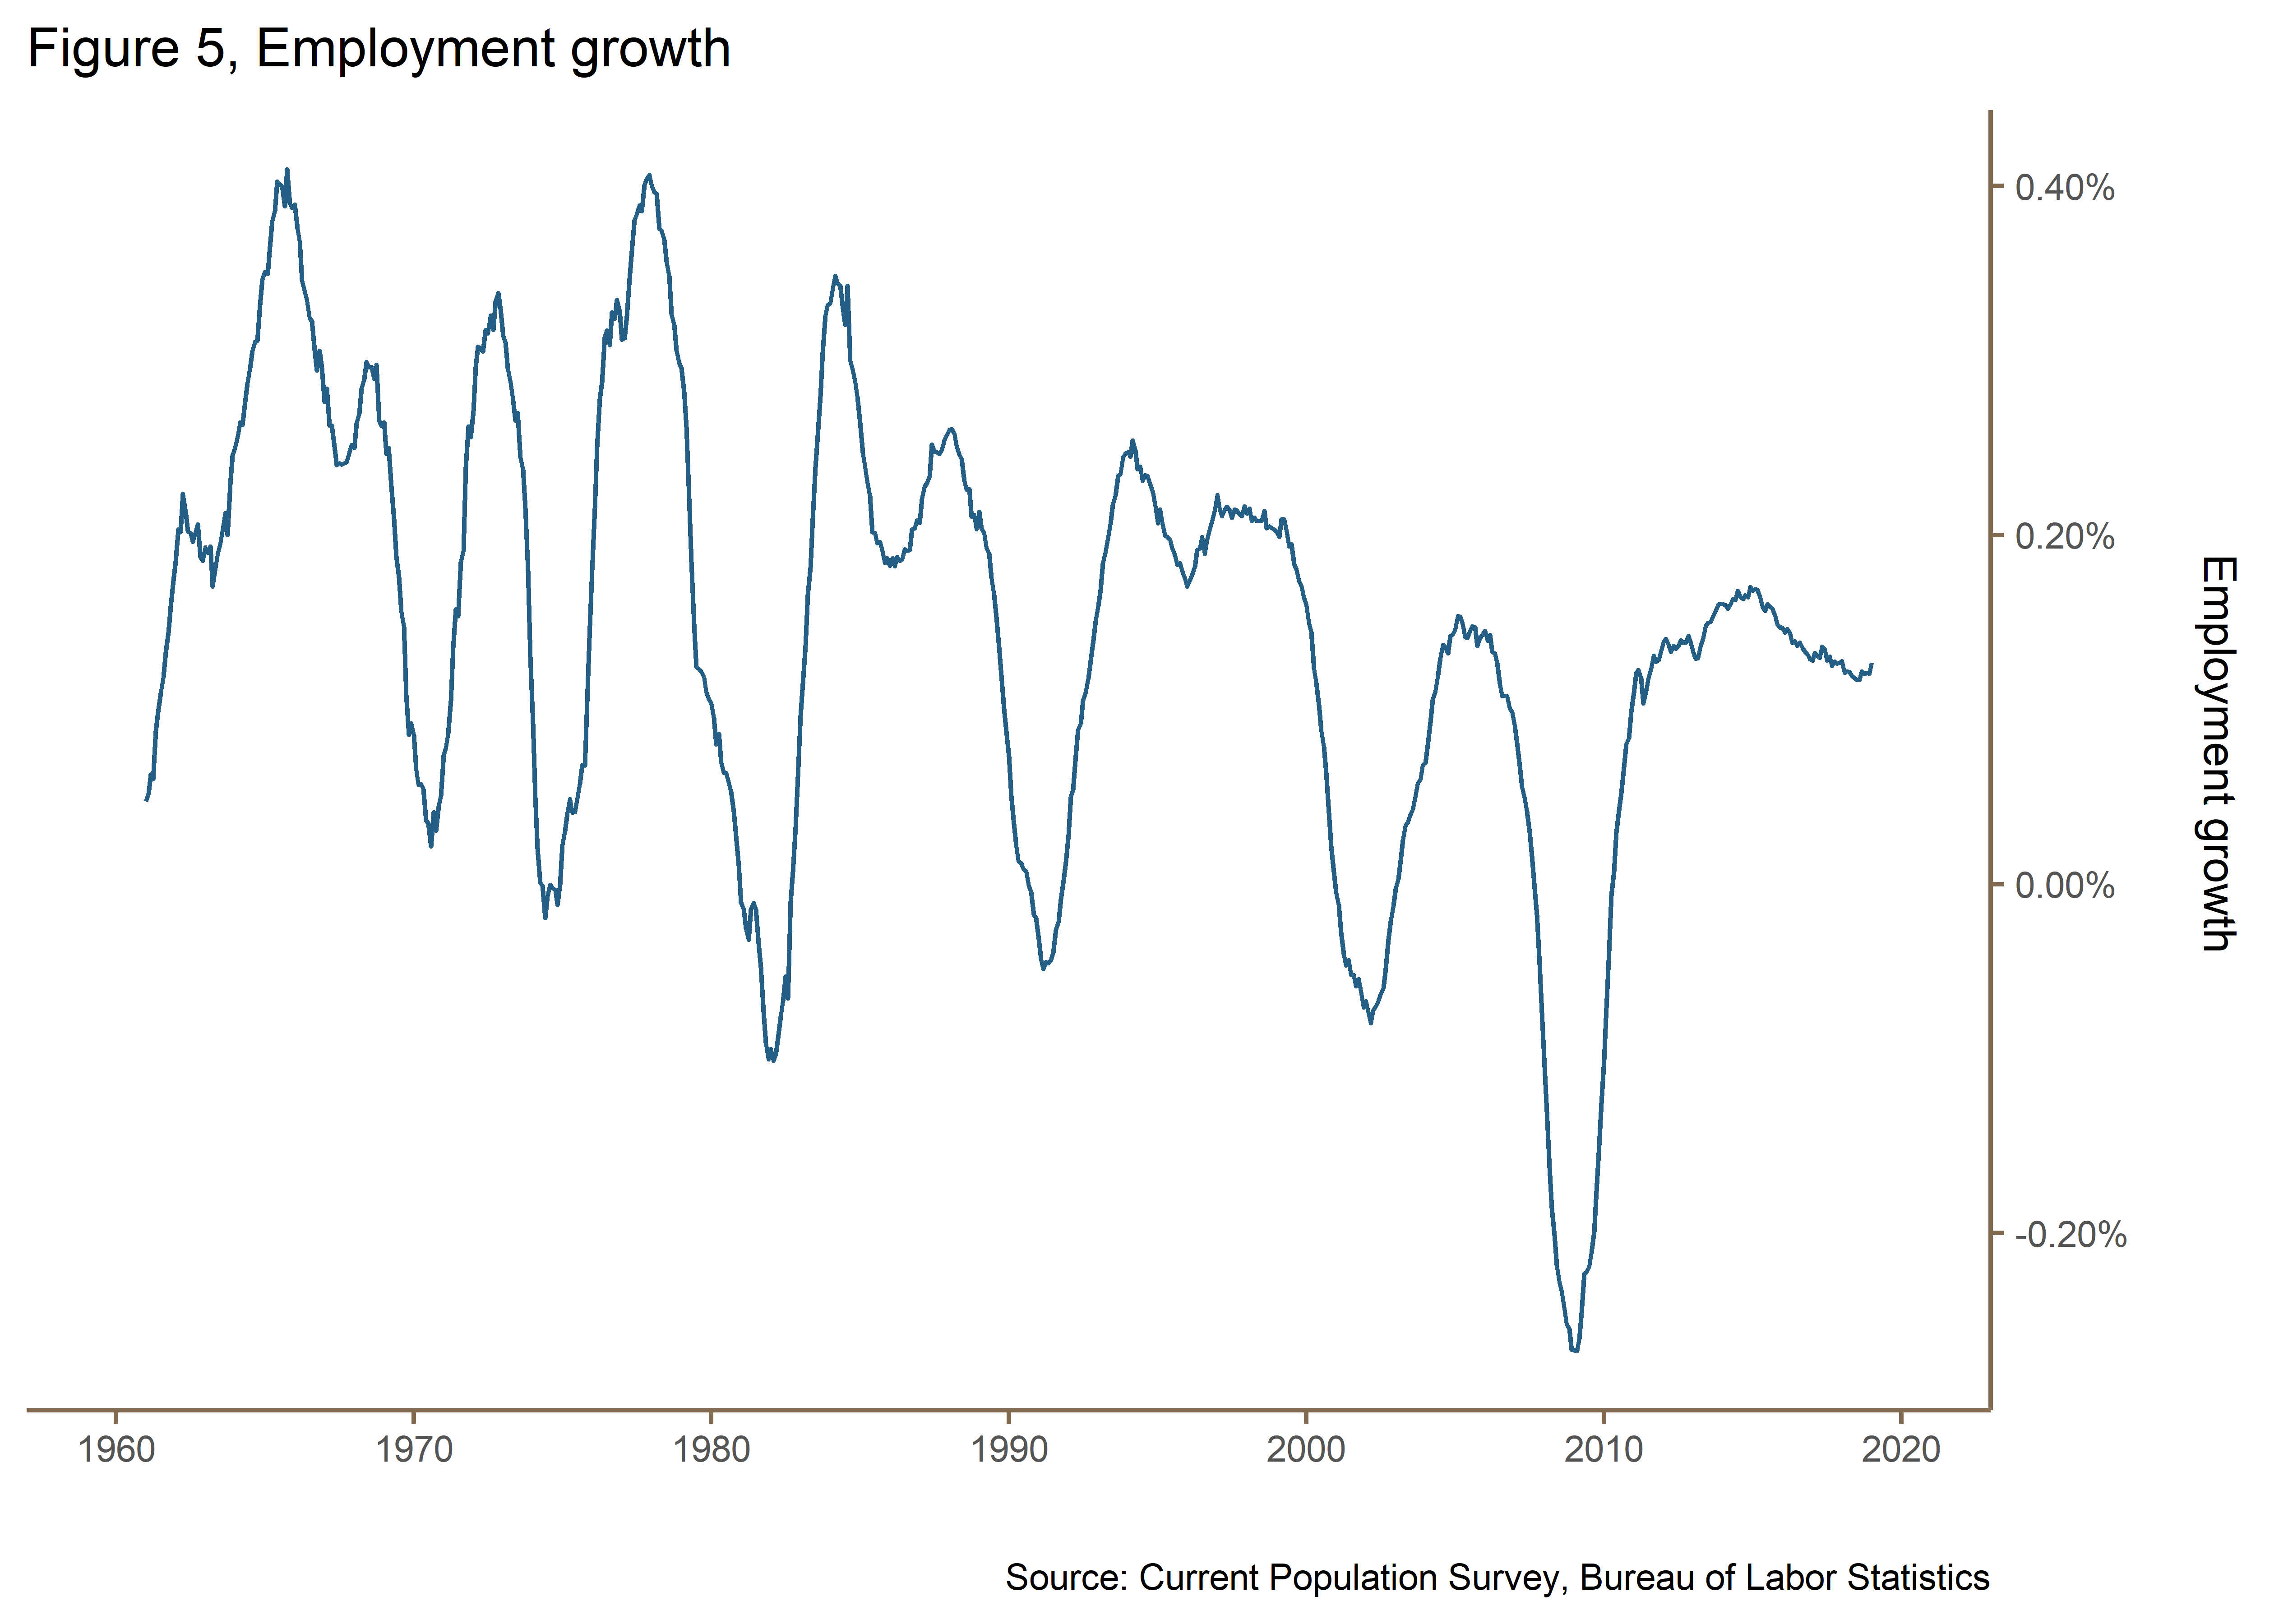 Figure 5, Employment growth
0.40%
0.20%
0.00%
-0.20%
Employment growth
1960 1970 1980 1990 2000 2010 2020
Source: Current Population Survey, Bureau of Labor Statistics